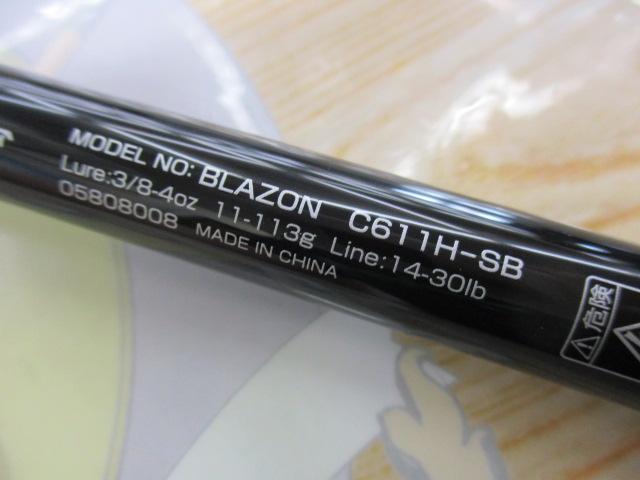 MODEL NO: BLAZON C611H-SB
Lure:3/8-4oz 11-113g Line:14-30lb
05808008 MADE IN CHINA
危険